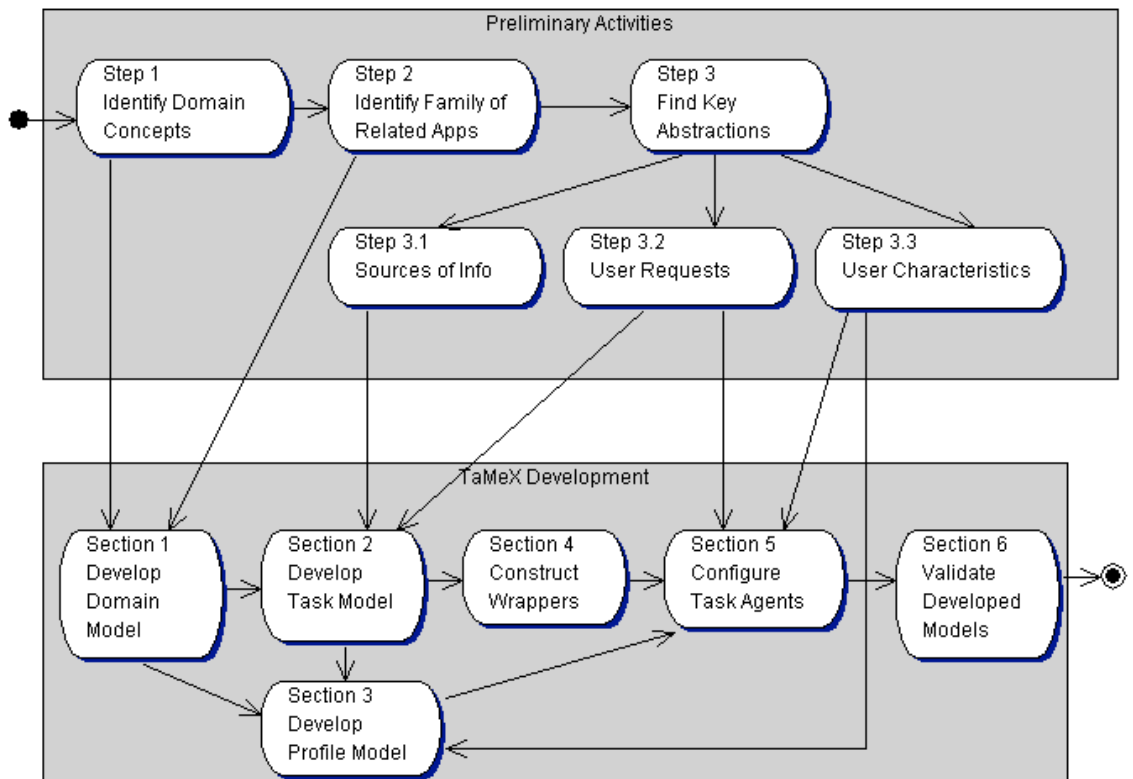 Preliminary Activities
Step 1
Identify Domain
Concepts
Step 2
Identify Family of
Related Apps
Step 3
Find Key
Abstractions
Step 3.1
Sources of Info
Step 3.2
User Requests
Step 3.3
User Characteristics
TaMeX Development
Section 1
Develop
Domain
Model
Section 2
Develop
Task Model
Section 4
Construct
Wrappers
Section 5
Configure
Task Agents
Section 6
Validate
Developed
Models
Section 3
Develop
Profile Model